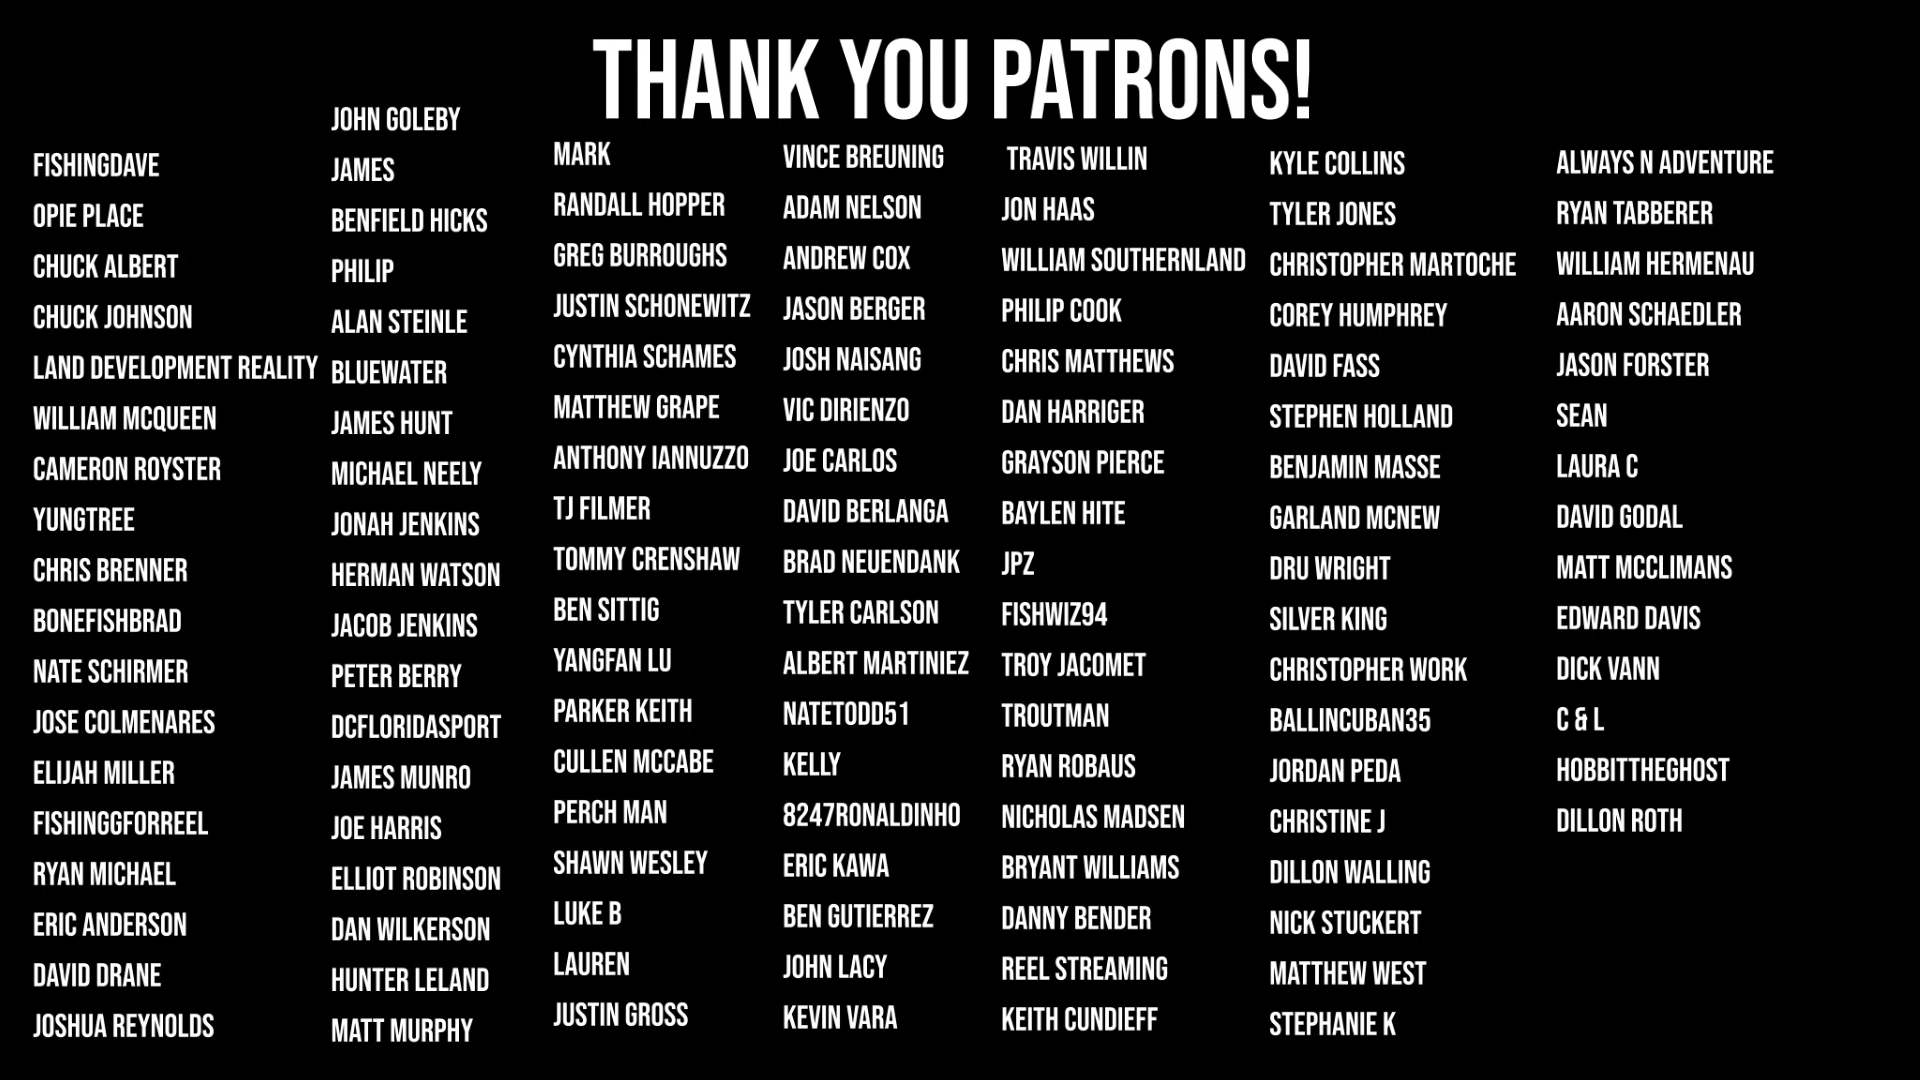 THANK YOU PATRONS!
FISHINGDAVE
OPIE PLACE
CHUCK ALBERT
CHUCK JOHNSON
LAND DEVELOPMENT REALITY
WILLIAM MCQUEEN
CAMERON ROYSTER
YUNGTREE
CHRIS BRENNER
BONEFISHBRAD
NATE SCHIRMER
JOSE COLMENARES
ELIJAH MILLER
FISHINGGFORREEL
RYAN MICHAEL
ERIC ANDERSON
DAVID DRANE
JOSHUA REYNOLDS
JOHN GOLEBY
JAMES
BENFIELD HICKS
PHILIP
ALAN STEINLE
BLUEWATER
JAMES HUNT
MICHAEL NEELY
JONAH JENKINS
HERMAN WATSON
JACOB JENKINS
PETER BERRY
DCFLORIDASPORT
JAMES MUNRO
JOE HARRIS
ELLIOT ROBINSON
DAN WILKERSON
HUNTER LELAND
MATT MURPHY
MARK
RANDALL HOPPER
GREG BURROUGHS
JUSTIN SCHONEWITZ
CYNTHIA SCHAMES
MATTHEW GRAPE
ANTHONY IANNUZZO
TJ FILMER
TOMMY CRENSHAW
BEN SITTIG
YANGFAN LU
PARKER KEITH
CULLEN MCCABE
PERCH MAN
SHAWN WESLEY
LUKE B
LAUREN
JUSTIN GROSS
VINCE BREUNING
ADAM NELSON
ANDREW COX
JASON BERGER
JOSH NAISANG
VIC DIRIENZO
JOE CARLOS
DAVID BERLANGA
BRAD NEUENDANK
TYLER CARLSON
ALBERT MARTINIEZ
NATETODD51
KELLY
8247RONALDINHO
ERIC KAWA
BEN GUTIERREZ
JOHN LACY
KEVIN VARA
TRAVIS WILLIN
JON HAAS
WILLIAM SOUTHERNLAND
PHILIP COOK
CHRIS MATTHEWS
DAN HARRIGER
GRAYSON PIERCE
BAYLEN HITE
JPZ
FISHWIZ94
TROY JACOMET
TROUTMAN
RYAN ROBAUS
NICHOLAS MADSEN
BRYANT WILLIAMS
DANNY BENDER
REEL STREAMING
KEITH CUNDIEFF
KYLE COLLINS
TYLER JONES
CHRISTOPHER MARTOCHE
COREY HUMPHREY
DAVID FASS
STEPHEN HOLLAND
BENJAMIN MASSE
GARLAND MCNEW
DRU WRIGHT
SILVER KING
CHRISTOPHER WORK
BALLINCUBAN35
JORDAN PEDA
CHRISTINE J
DILLON WALLING
NICK STUCKERT
MATTHEW WEST
STEPHANIE K
ALWAYS N ADVENTURE
RYAN TABBERER
WILLIAM HERMENAU
AARON SCHAEDLER
JASON FORSTER
SEAN
LAURA C
DAVID GODAL
MATT MCCLIMANS
EDWARD DAVIS
DICK VANN
C & L
HOBBITTHEGHOST
DILLON ROTH